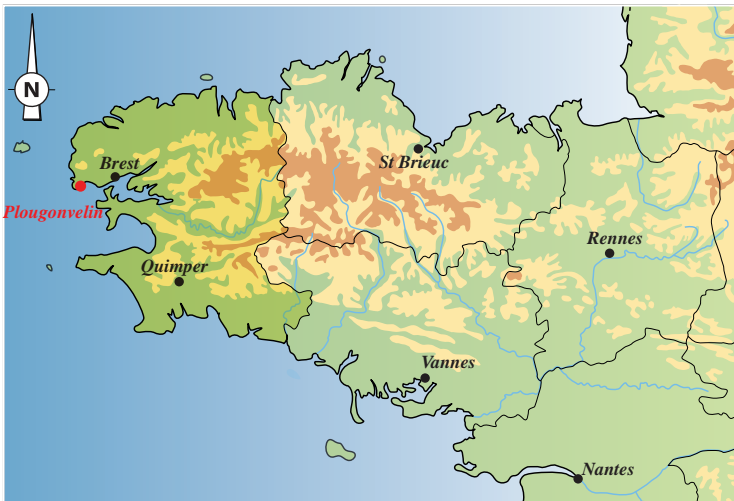 N
Brest
St Brieuc
Plougonvelin
Rennes
Quimper
Vannes
Nantes